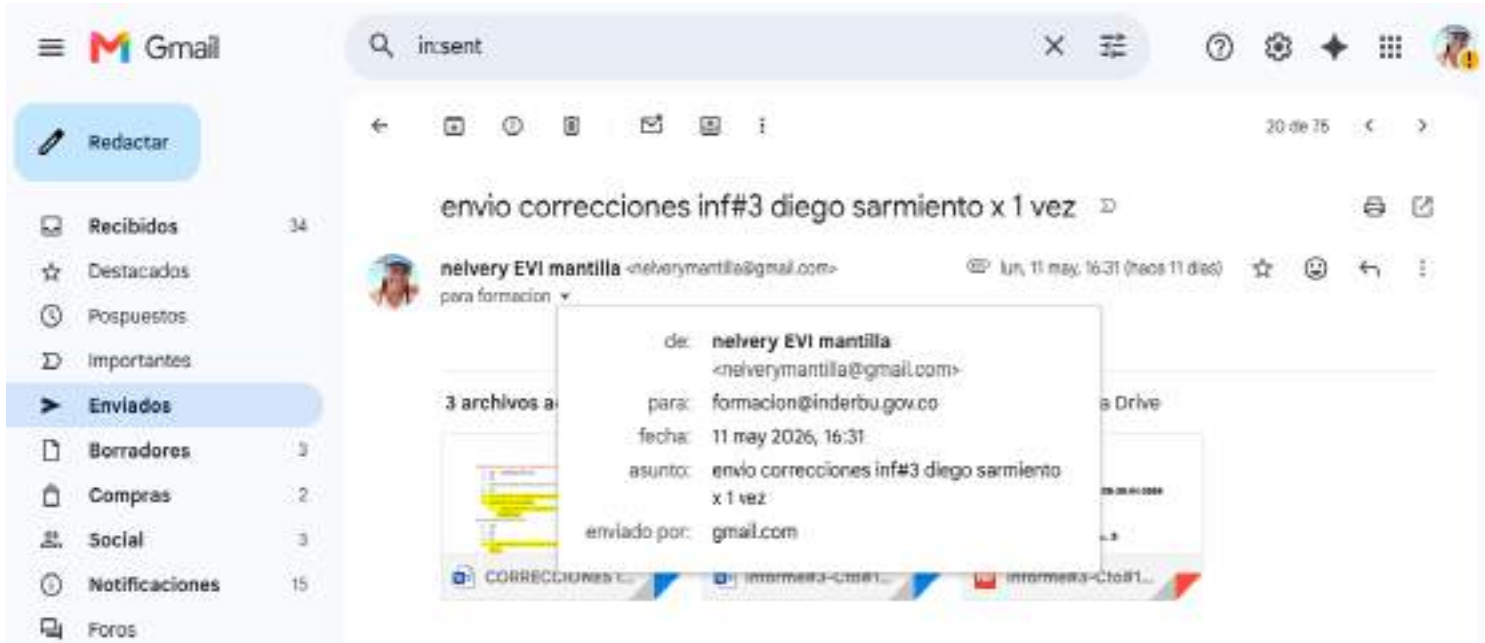 Gmail
in:sent
Redactar
20 de 75
envio correcciones inf#3 diego sarmiento x 1 vez
Recibidos 34
nelvery EVI mantilla <nelverymantilla@gmail.com>
lun, 11 may, 16:31 (hace 11 días)
para formacion
Destacados
Pospuestos
Importantes
Enviados
Borradores 3
Compras 2
Social 3
Notificaciones 15
Foros
de: nelvery EVI mantilla
<nelverymantilla@gmail.com>
para: formacion@inderbu.gov.co
fecha: 11 may 2026, 16:31
asunto: envio correcciones inf#3 diego sarmiento
x 1 vez
enviado por: gmail.com
3 archivos a
a Drive
CORRECCIONES
Informe#3-Cto#1...
Informe#3-Cto#1...